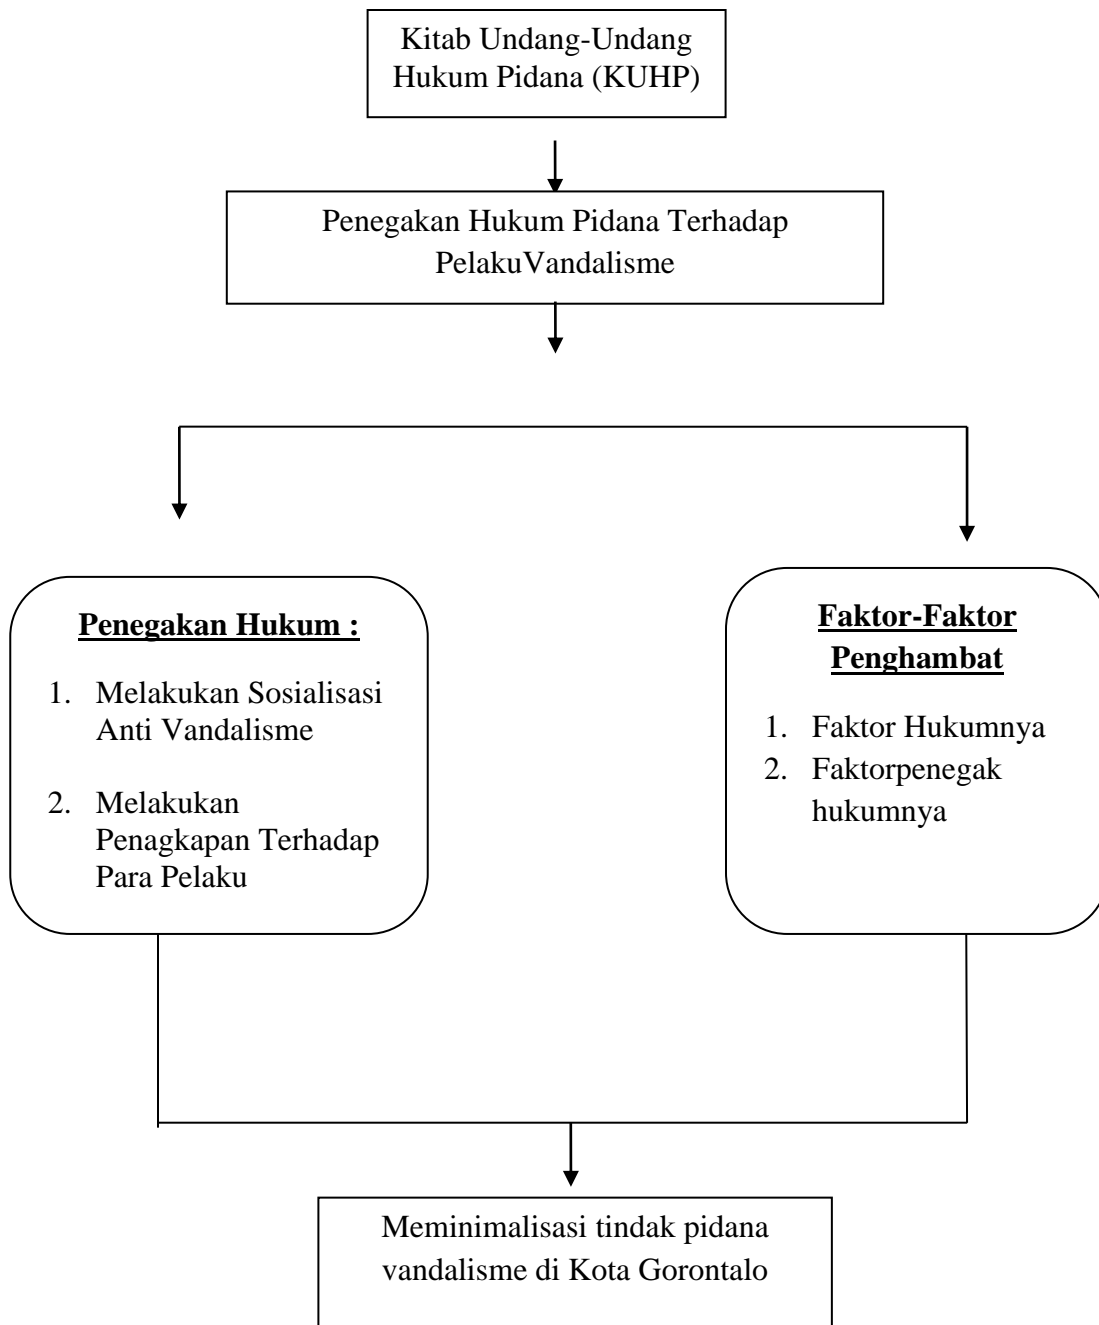 Kitab Undang-Undang
Hukum Pidana (KUHP)
Penegakan Hukum Pidana Terhadap
PelakuVandalisme
Penegakan Hukum :
1. Melakukan Sosialisasi
Anti Vandalisme
2. Melakukan
Penagkapan Terhadap
Para Pelaku
Faktor-Faktor
Penghambat
1. Faktor Hukumnya
2. Faktorpenegak
hukumnya
Meminimalisasi tindak pidana
vandalisme di Kota Gorontalo